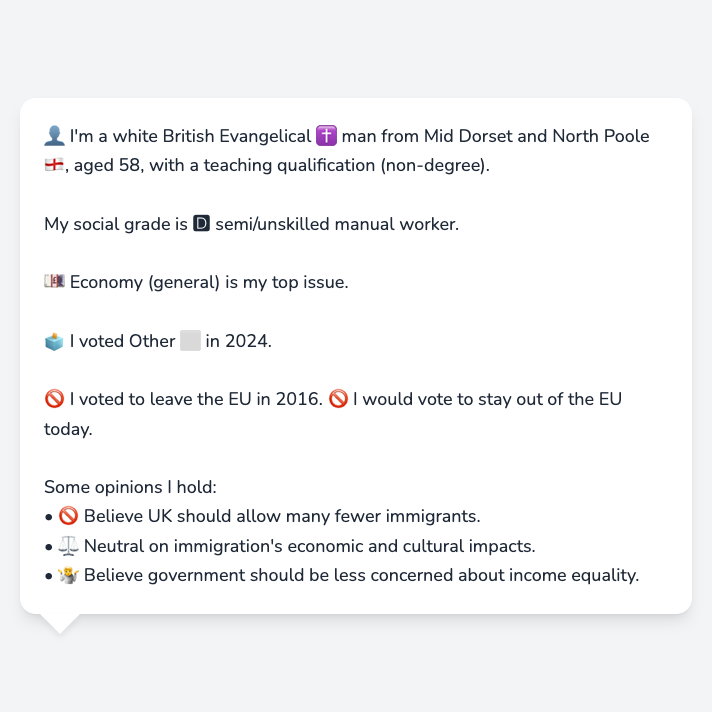 👤 I'm a white British Evangelical ✝️ man from Mid Dorset and North Poole
🏴󠁧󠁢󠁥󠁮󠁧󠁿, aged 58, with a teaching qualification (non-degree).
My social grade is 🅳 semi/unskilled manual worker.
💷 Economy (general) is my top issue.
🗳️ I voted Other ⬜ in 2024.
🚫 I voted to leave the EU in 2016. 🚫 I would vote to stay out of the EU
today.
Some opinions I hold:
• 🚫 Believe UK should allow many fewer immigrants.
• ⚖️ Neutral on immigration's economic and cultural impacts.
• 🤷 Believe government should be less concerned about income equality.